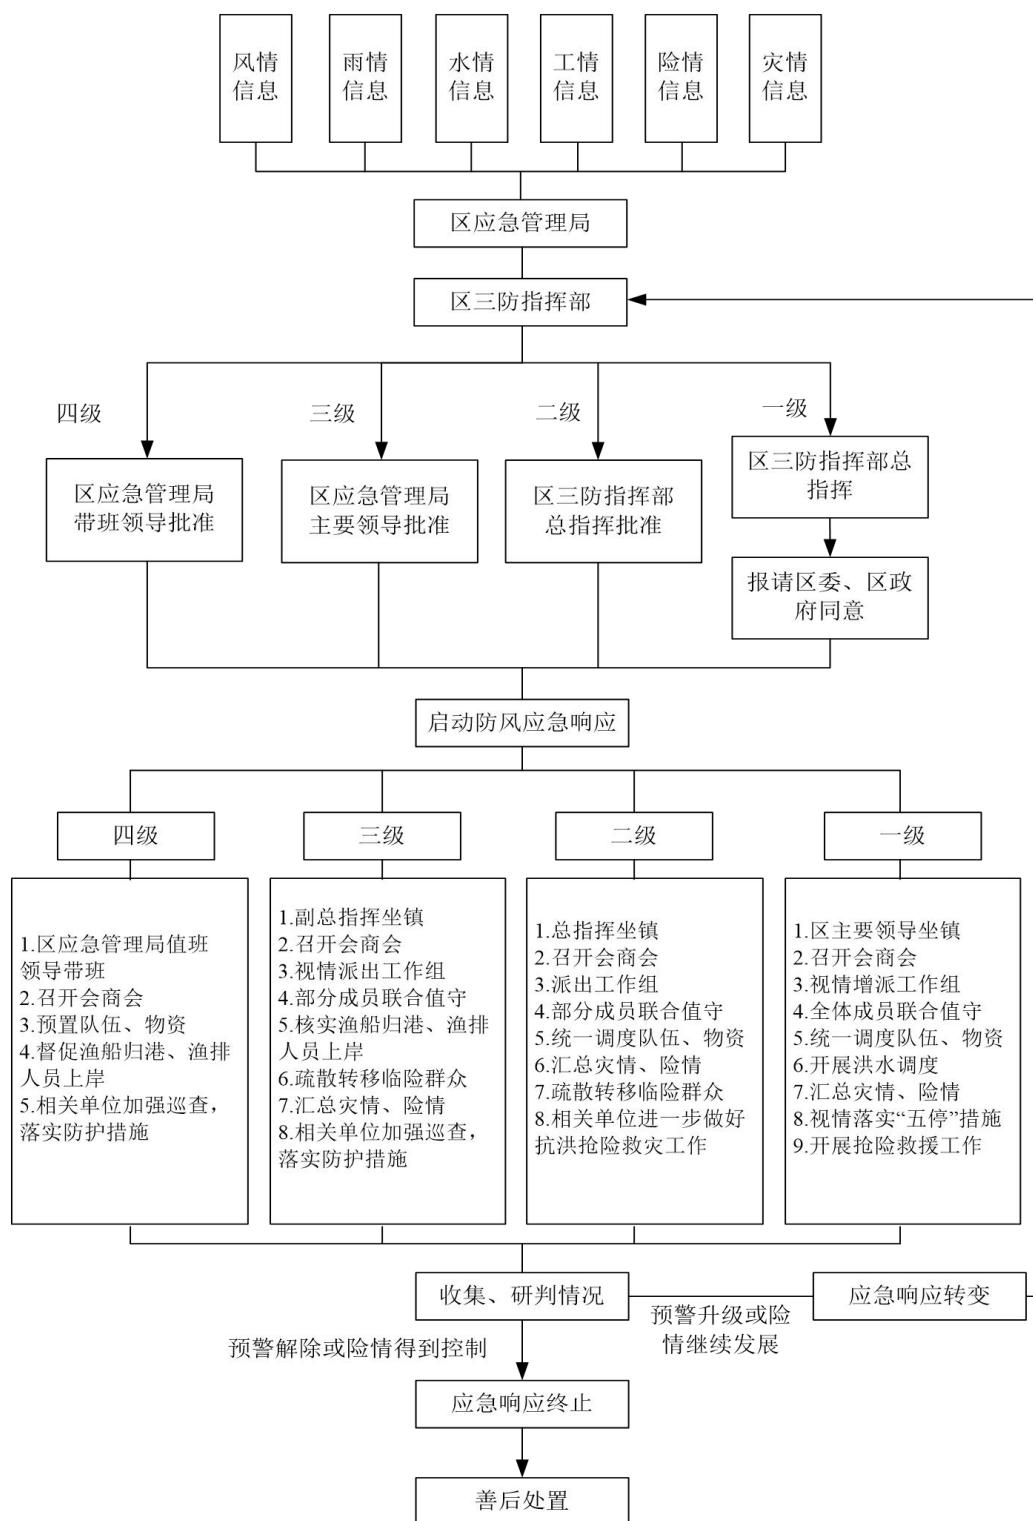 风情
信息
雨情
信息
水情
信息
工情
信息
险情
信息
灾情
信息
区应急管理局
区三防指挥部
四级
三级
二级
一级
区应急管理局
带班领导批准
区应急管理局
主要领导批准
区三防指挥部
总指挥批准
区三防指挥部总
指挥
报请区委、区政
府同意
启动防风应急响应
四级
三级
二级
一级
1.区应急管理局值班
领导带班
2.召开会商会
3.预置队伍、物资
4.督促渔船归港、渔排
人员上岸
5.相关单位加强巡查，
落实防护措施
1.副总指挥坐镇
2.召开会商会
3.视情派出工作组
4.部分成员联合值守
5.核实渔船归港、渔排
人员上岸
6.疏散转移临险群众
7.汇总灾情、险情
8.相关单位加强巡查，
落实防护措施
1.总指挥坐镇
2.召开会商会
3.派出工作组
4.部分成员联合值守
5.统一调度队伍、物资
6.汇总灾情、险情
7.疏散转移临险群众
8.相关单位进一步做好
抗洪抢险救灾工作
1.区主要领导坐镇
2.召开会商会
3.视情增派工作组
4.全体成员联合值守
5.统一调度队伍、物资
6.开展洪水调度
7.汇总灾情、险情
8.视情落实“五停”措施
9.开展抢险救援工作
收集、研判情况
预警升级或险
情继续发展
应急响应转变
预警解除或险情得到控制
应急响应终止
善后处置